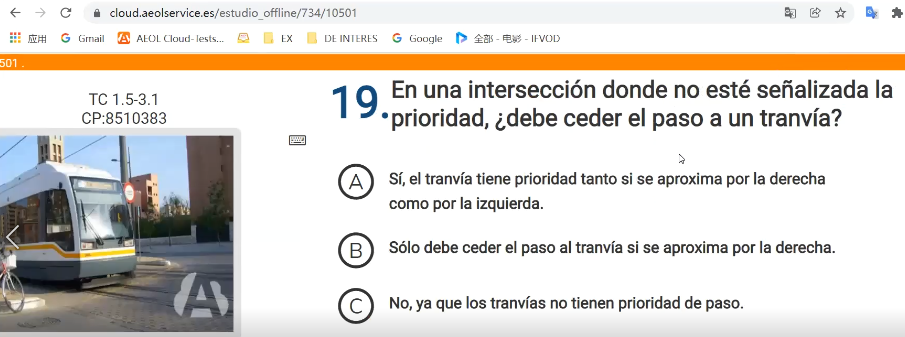 cloud.aeolservice.es/estudio_offline/734/10501
应用 Gmail AEOL Cloud-Tests... EX DE INTERES Google 全部 - 电影 - IFVOD
501 .
TC 1.5-3.1
CP:8510383
19. En una intersección donde no esté señalizada la
prioridad, ¿debe ceder el paso a un tranvía?
A Sí, el tranvía tiene prioridad tanto si se aproxima por la derecha
como por la izquierda.
B Sólo debe ceder el paso al tranvía si se aproxima por la derecha.
C No, ya que los tranvías no tienen prioridad de paso.